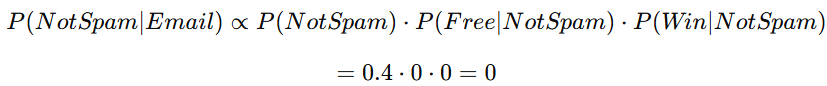 P(NotSpam|Email) ∝ P(NotSpam) · P(Free|NotSpam) · P(Win|NotSpam)
= 0.4 · 0 · 0 = 0